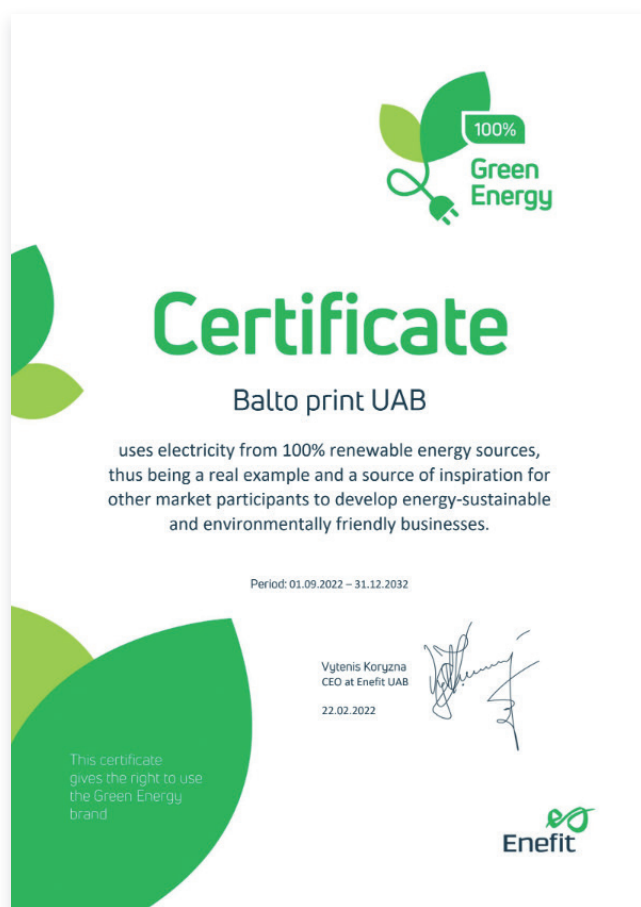 100%
Green
Energy
Certificate
Balto print UAB
uses electricity from 100% renewable energy sources,
thus being a real example and a source of inspiration for
other market participants to develop energy-sustainable
and environmentally friendly businesses.
Period: 01.09.2022 – 31.12.2032
Vytenis Koryzna
CEO at Enefit UAB
22.02.2022
This certificate
gives the right to use
the Green Energy
brand
Enefit